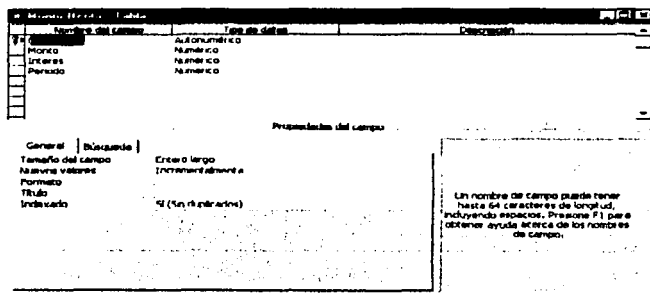 : Tabla
Nombre del campo Tipo de datos Descripción
Autonumérico
Monto Numérico
Interes Numérico
Periodo Numérico
Propiedades del campo
General Búsqueda
Tamaño del campo Entero largo
Nuevos valores Incrementalmente
Formato
Título
Indexado Sí (Sin duplicados)
Un nombre de campo puede tener
hasta 64 caracteres de longitud,
incluyendo espacios. Presione F1 para
obtener ayuda acerca de los nombres
de campo.